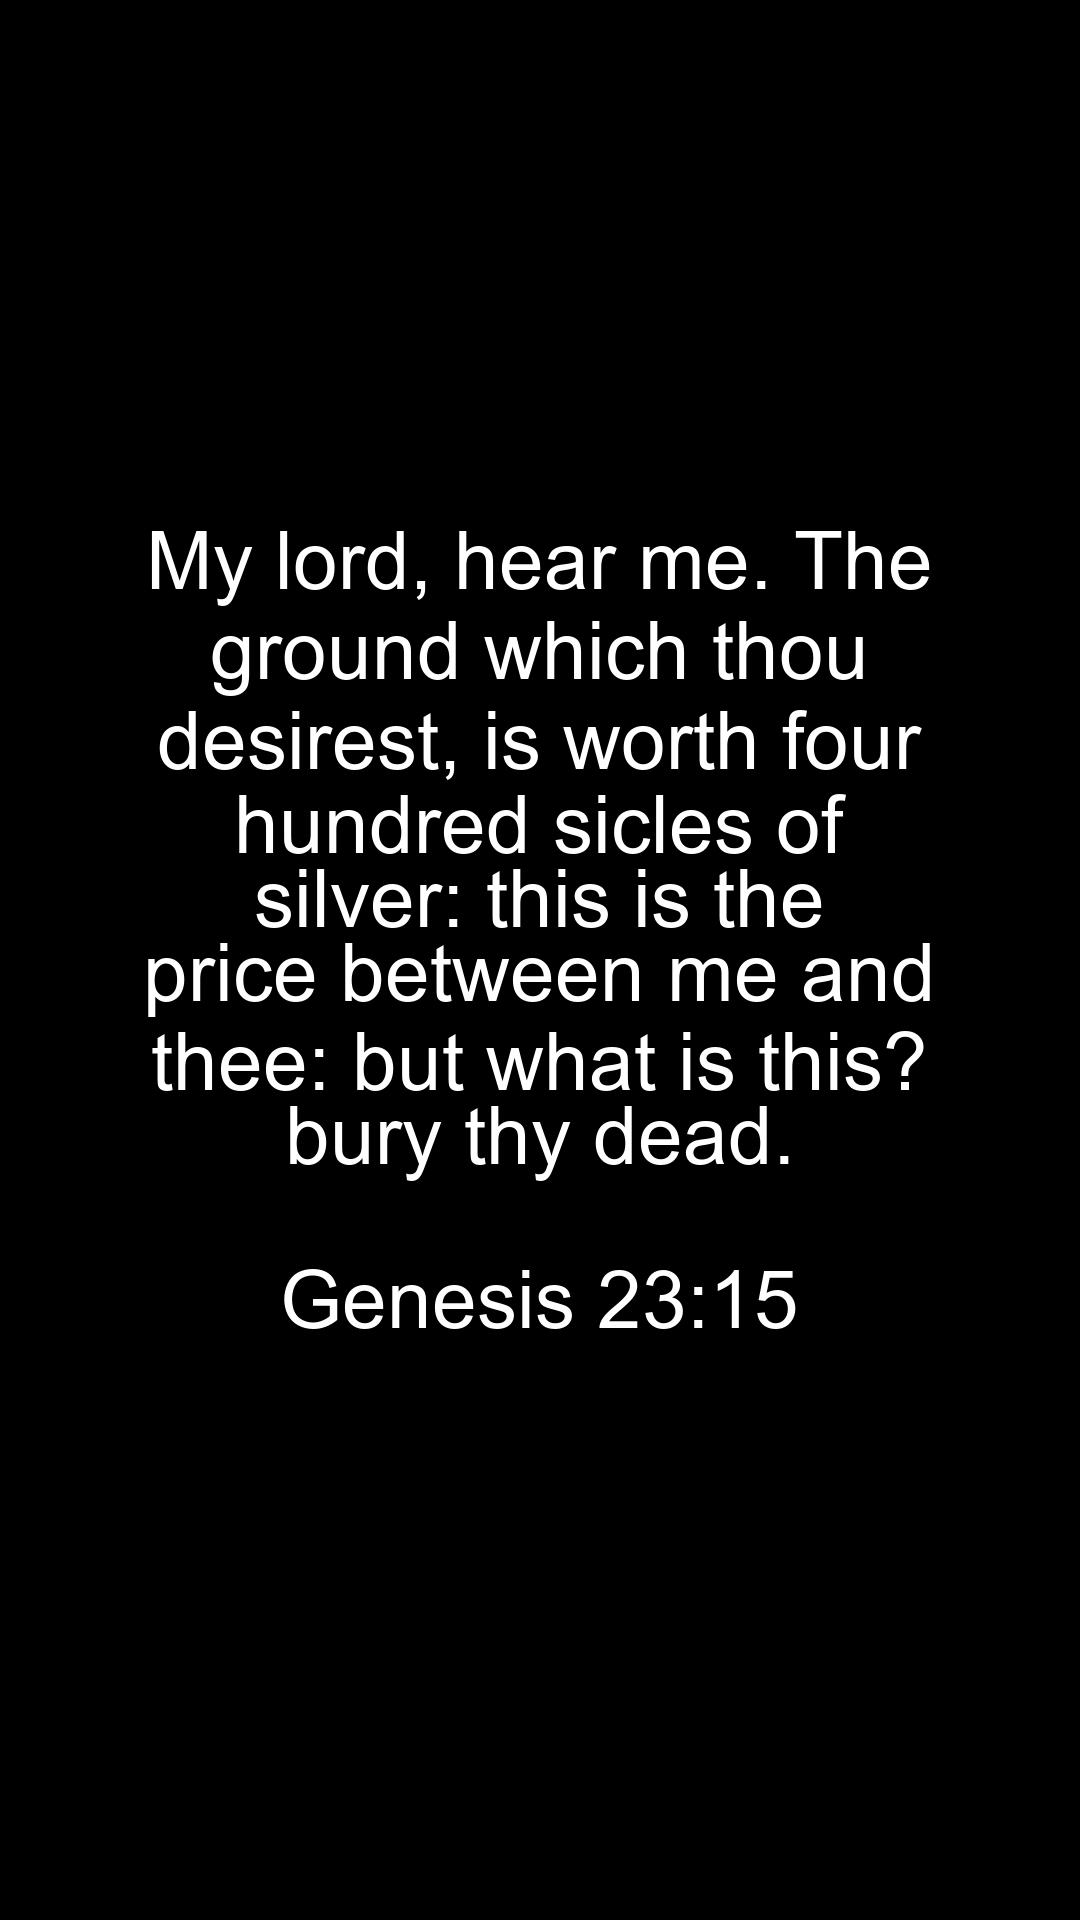 My lord, hear me. The
ground which thou
desirest, is worth four
hundred sicles of
silver: this is the
price between me and
thee: but what is this?
bury thy dead.
Genesis 23:15